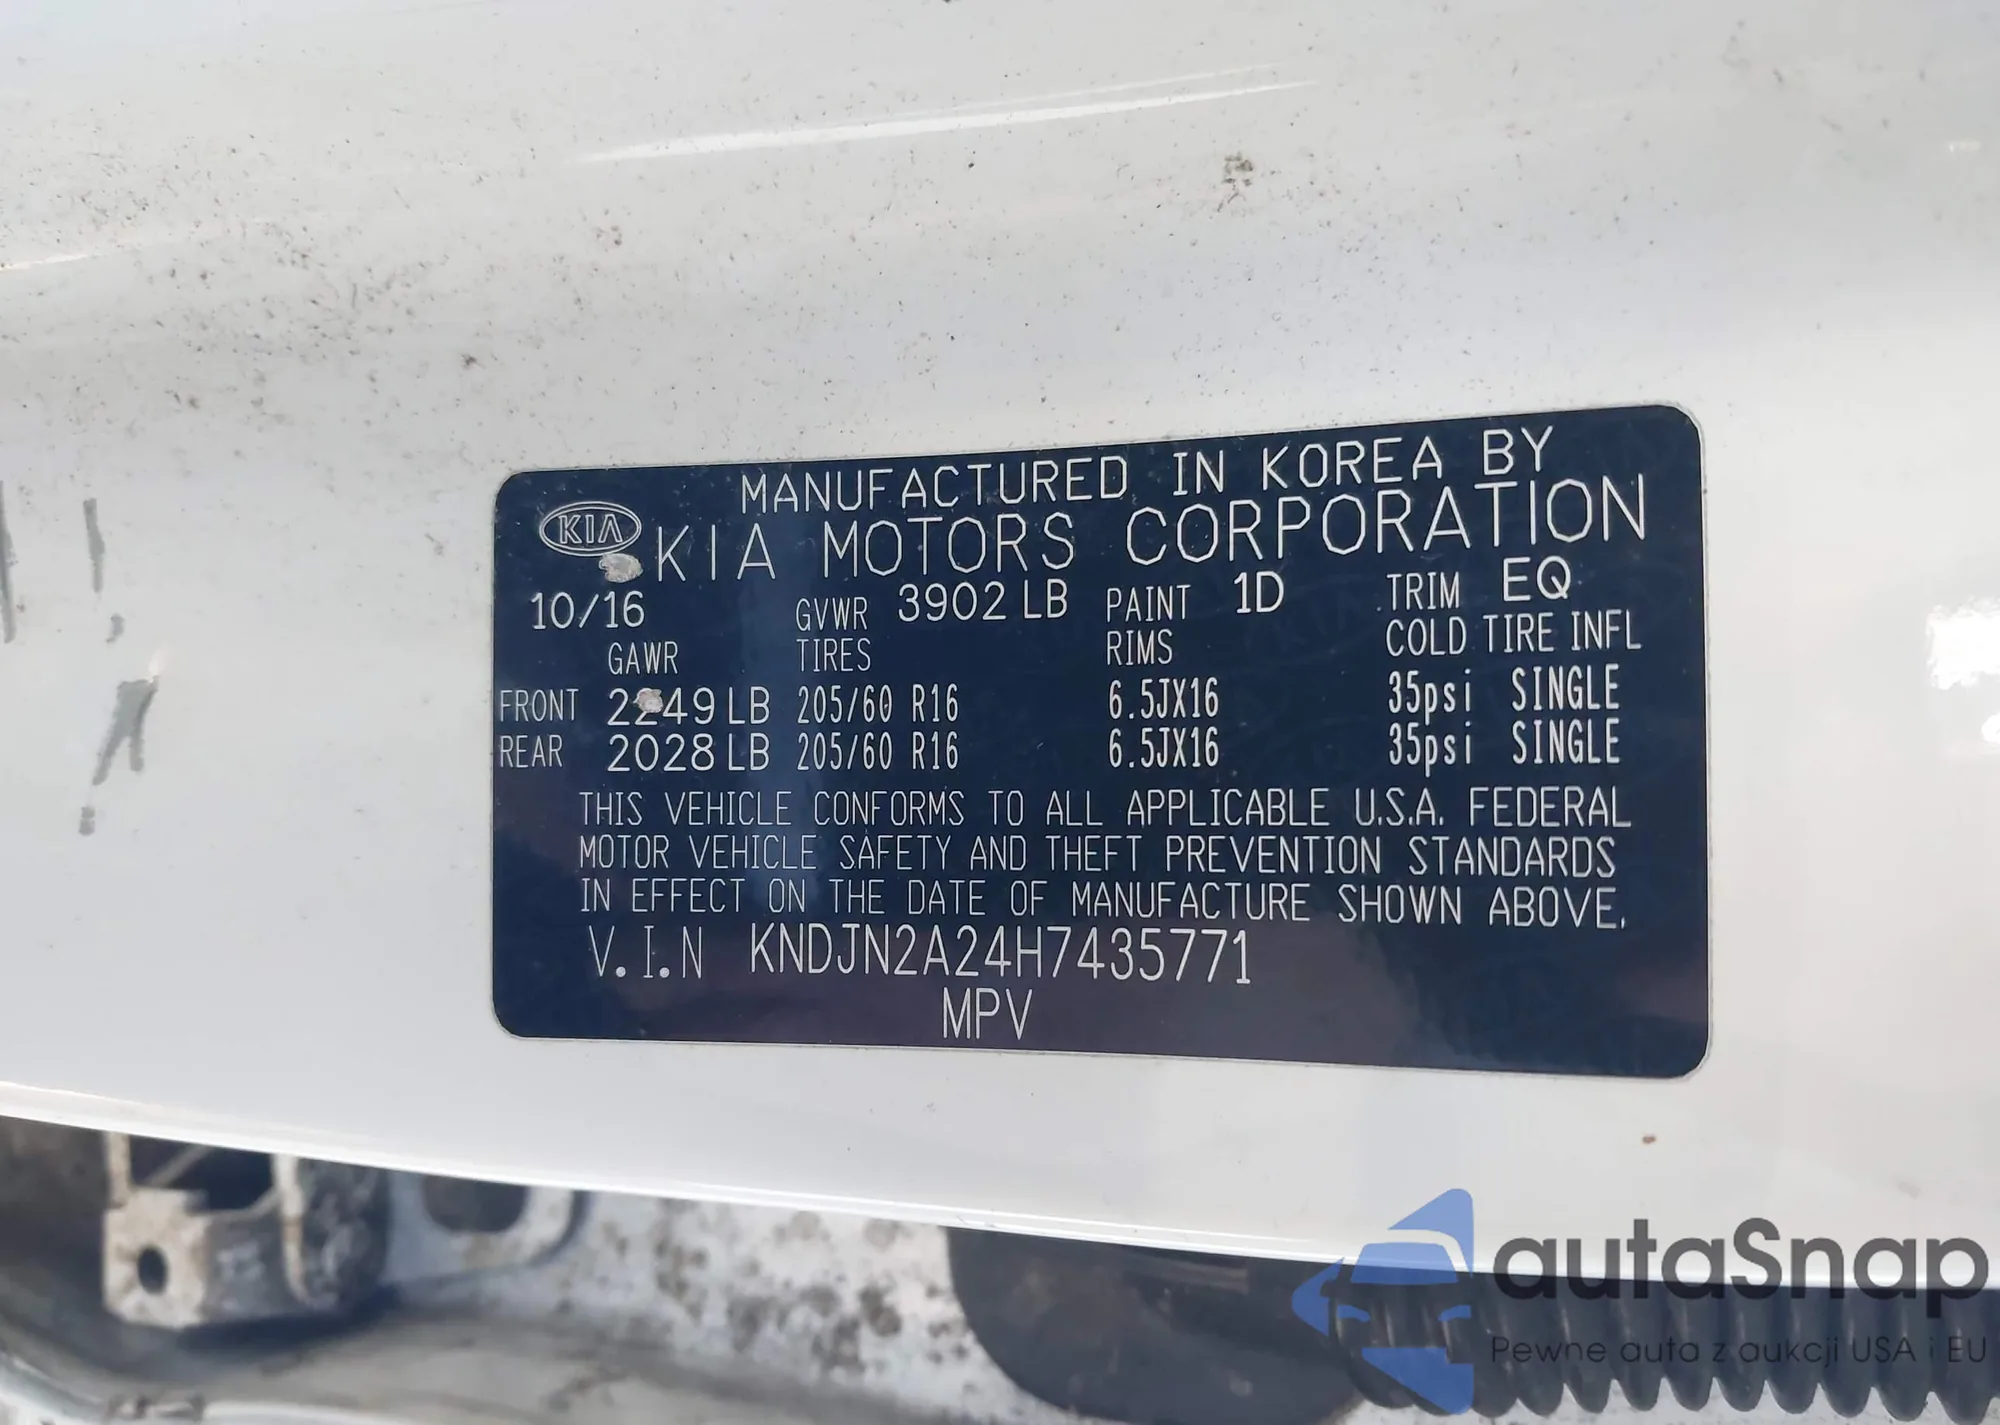 MANUFACTURED IN KOREA BY
KIA KIA MOTORS CORPORATION
10/16 GVWR 3902 LB PAINT 1D TRIM EQ
GAWR TIRES RIMS COLD TIRE INFL
FRONT 2249 LB 205/60 R16 6.5JX16 35psi SINGLE
REAR 2028 LB 205/60 R16 6.5JX16 35psi SINGLE
THIS VEHICLE CONFORMS TO ALL APPLICABLE U.S.A. FEDERAL
MOTOR VEHICLE SAFETY AND THEFT PREVENTION STANDARDS
IN EFFECT ON THE DATE OF MANUFACTURE SHOWN ABOVE.
V.I.N KNDJN2A24H7435771
MPV
autaSnap
Pewne auta z aukcji USA i EU